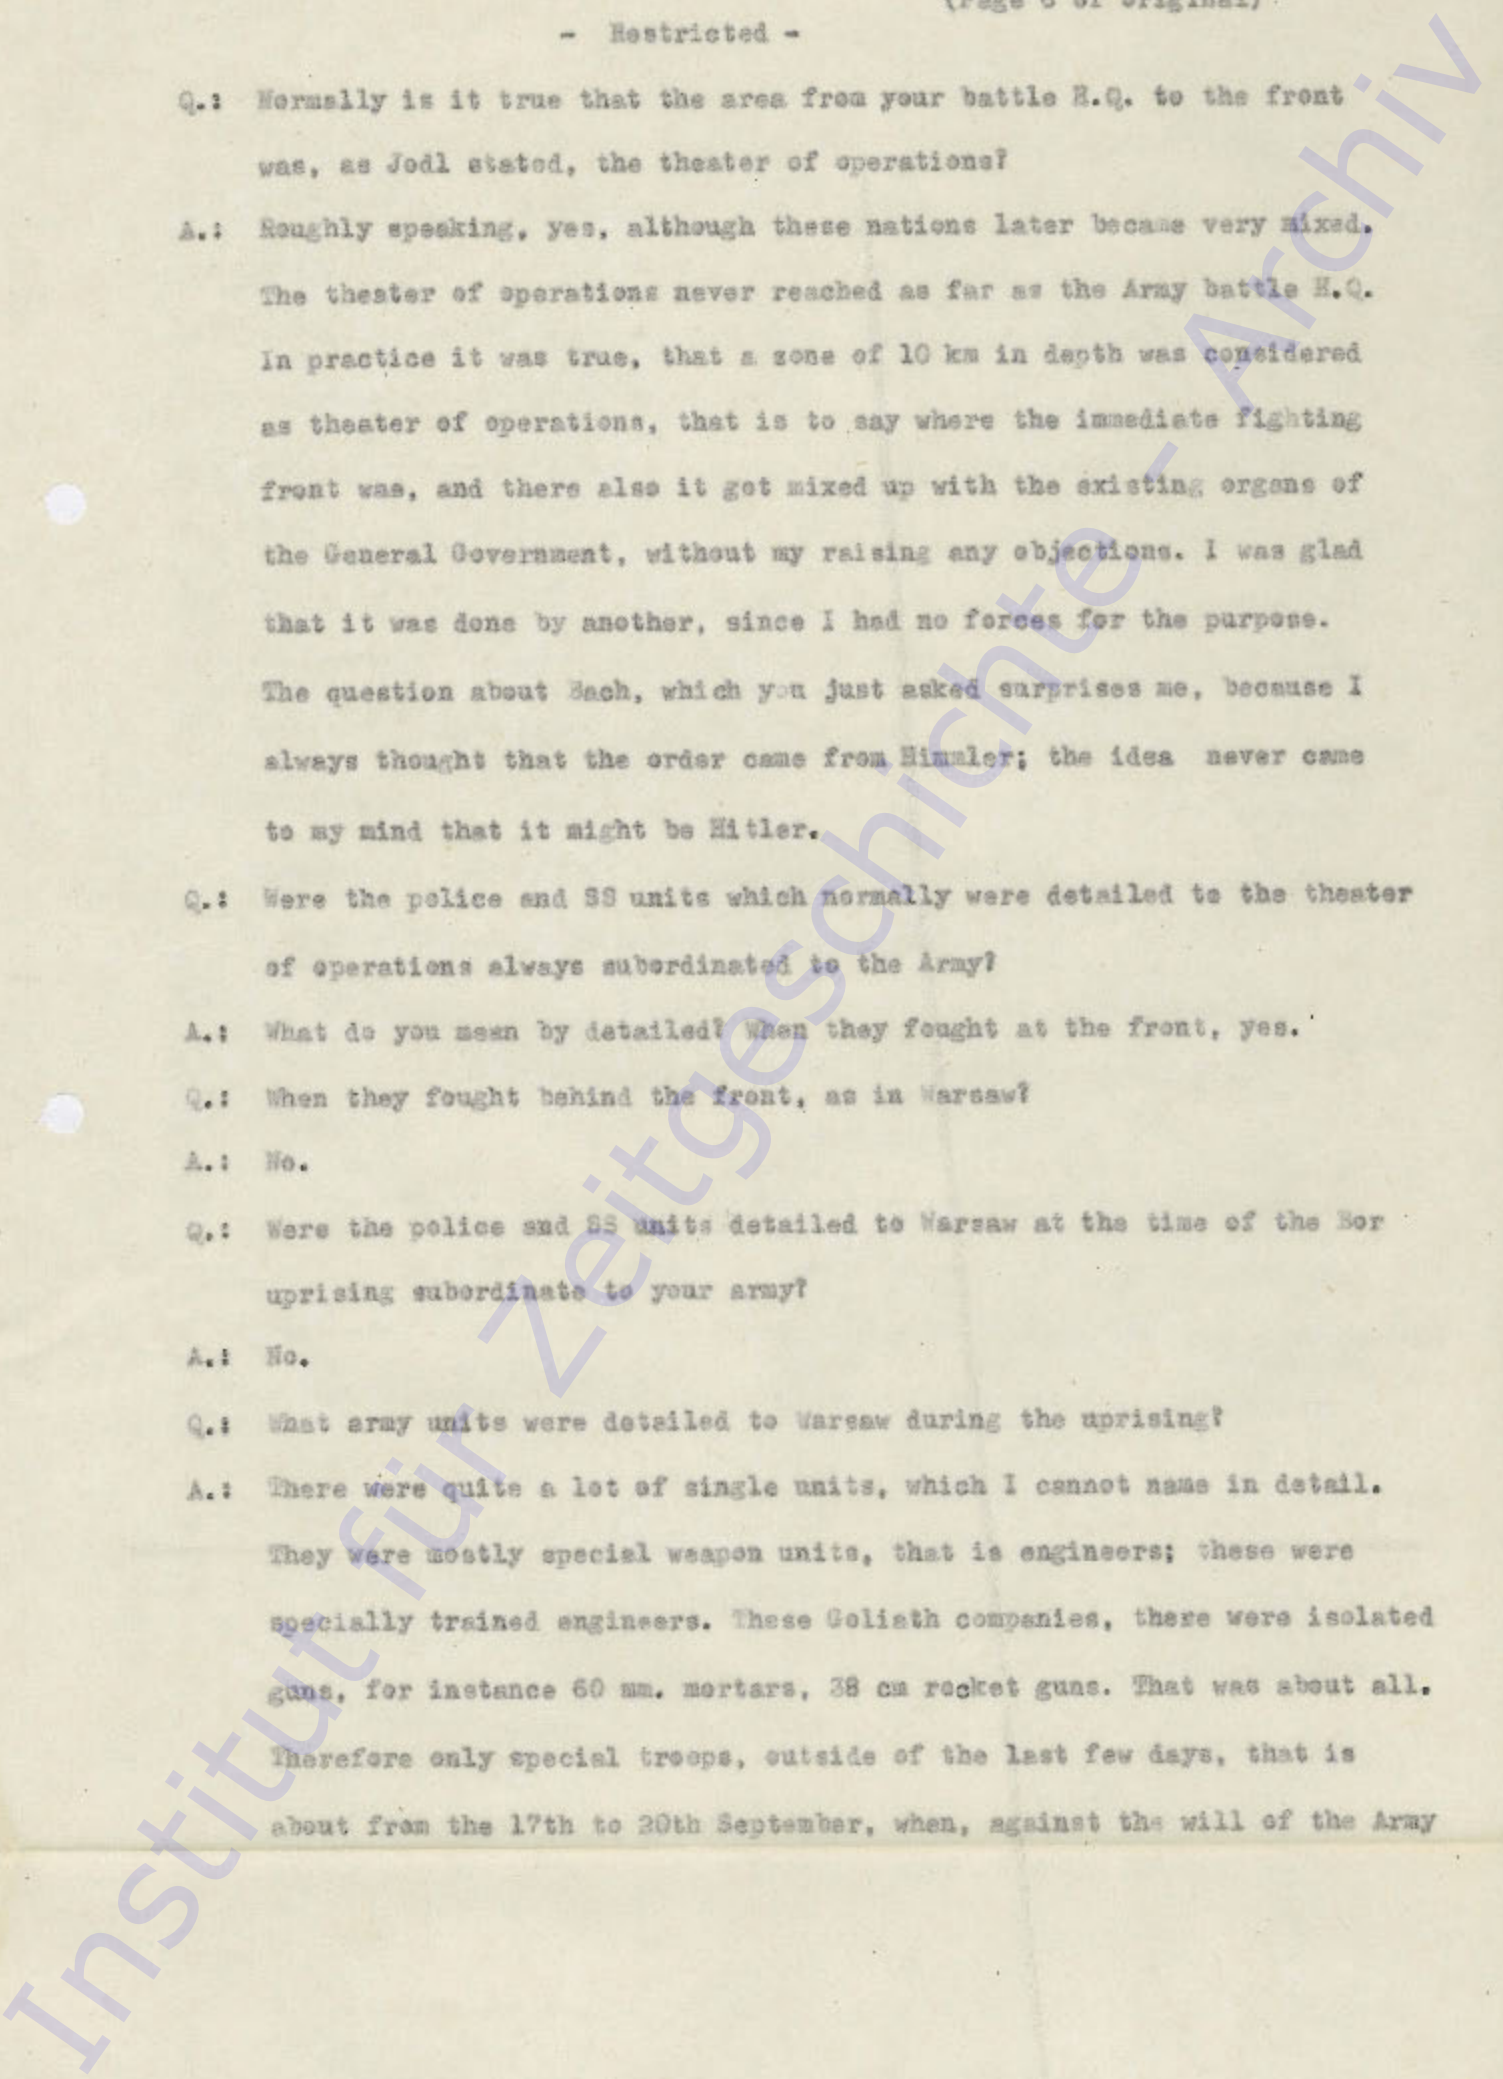 (Page 6 of original)
- Restricted -
Q.: Normally is it true that the area from your battle H.Q. to the front
was, as Jodl stated, the theater of operations?
A.: Roughly speaking, yes, although these nations later became very mixed.
The theater of operations never reached as far as the Army battle H.Q.
In practice it was true, that a zone of 10 km in depth was considered
as theater of operations, that is to say where the immediate fighting
front was, and there also it got mixed up with the existing organs of
the General Government, without my raising any objections. I was glad
that it was done by another, since I had no forces for the purpose.
The question about Bach, which you just asked surprises me, because I
always thought that the order came from Himmler; the idea never came
to my mind that it might be Hitler.
Q.: Were the police and SS units which normally were detailed to the theater
of operations always subordinated to the Army?
A.: What do you mean by detailed? When they fought at the front, yes.
Q.: When they fought behind the front, as in Warsaw?
A.: No.
Q.: Were the police and SS units detailed to Warsaw at the time of the Bor
uprising subordinate to your army?
A.: No.
Q.: What army units were detailed to Warsaw during the uprising?
A.: There were quite a lot of single units, which I cannot name in detail.
They were mostly special weapon units, that is engineers; these were
specially trained engineers. These Goliath companies, there were isolated
guns, for instance 60 mm. mortars, 38 cm rocket guns. That was about all.
Therefore only special troops, outside of the last few days, that is
about from the 17th to 20th September, when, against the will of the Army
Institut für Zeitgeschichte - Archiv